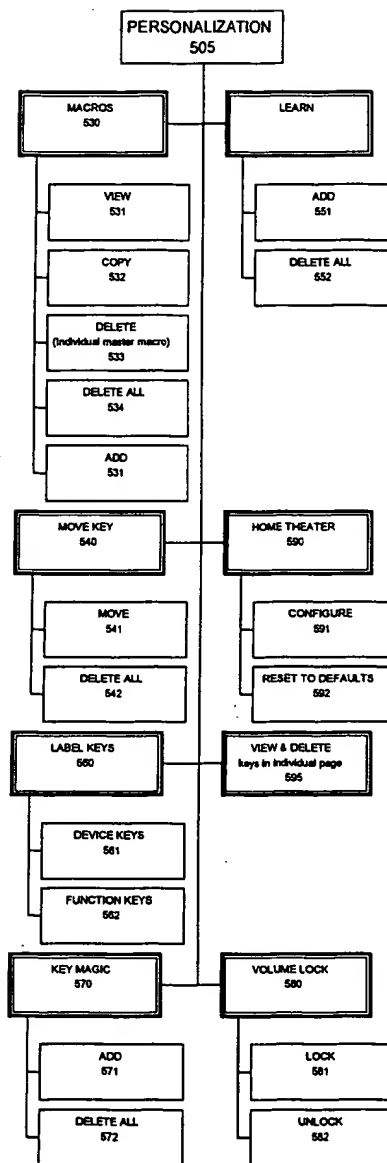 PERSONALIZATION
505
MACROS
530
LEARN
VIEW
531
COPY
532
DELETE
(Individual master macro)
533
DELETE ALL
534
ADD
531
ADD
551
DELETE ALL
552
MOVE KEY
540
HOME THEATER
590
MOVE
541
DELETE ALL
542
CONFIGURE
591
RESET TO DEFAULTS
592
LABEL KEYS
560
VIEW & DELETE
keys in individual page
595
DEVICE KEYS
561
FUNCTION KEYS
562
KEY MAGIC
570
VOLUME LOCK
580
ADD
571
DELETE ALL
572
LOCK
581
UNLOCK
582